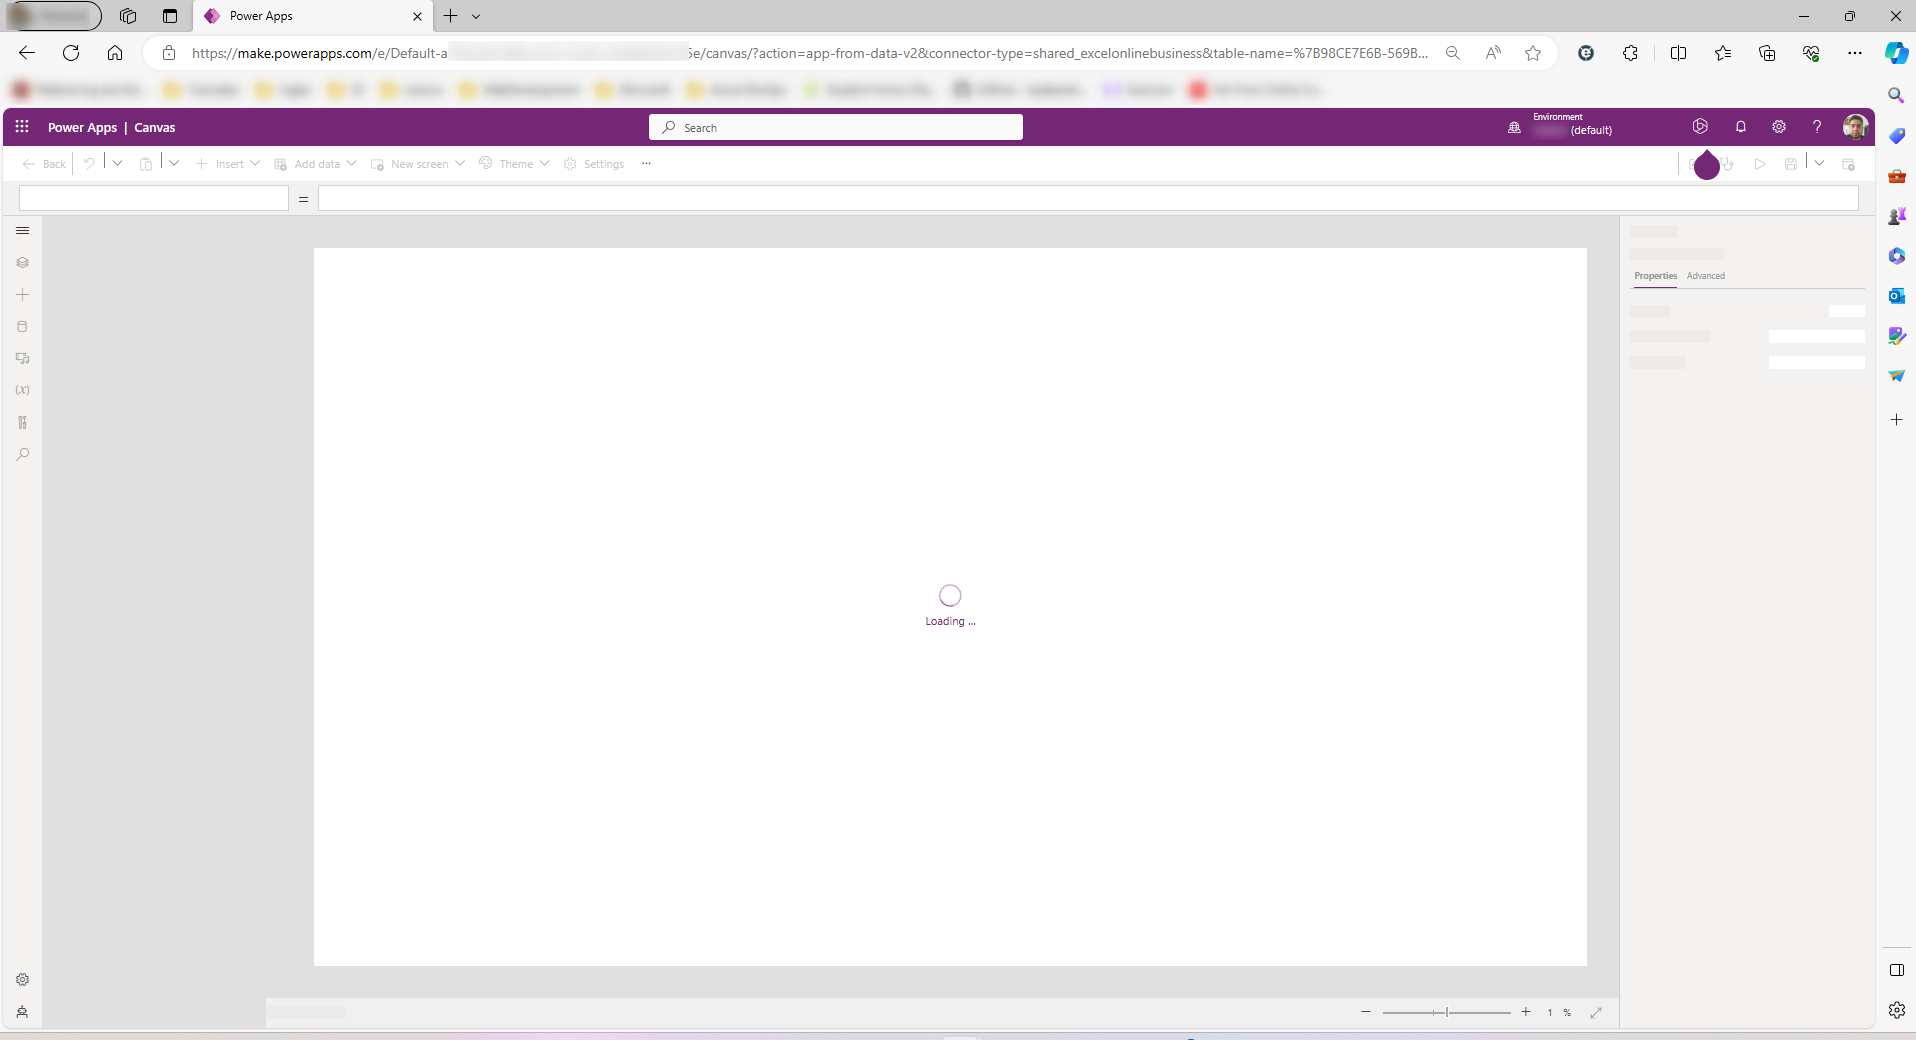 Power Apps
https://make.powerapps.com/e/Default-a 5e/canvas/?action=app-from-data-v2&connector-type=shared_excelonlinebusiness&table-name=%7B98CE7E6B-569B...
Power Apps | Canvas
Search
Environment
(default)
Back
Insert
Add data
New screen
Theme
Settings
...
=
Properties
Advanced
Loading ...
1 %